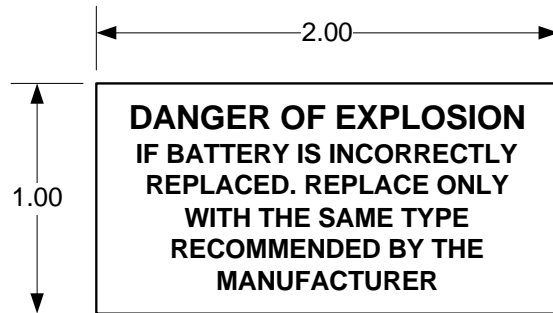 2.00
1.00
DANGER OF EXPLOSION
IF BATTERY IS INCORRECTLY
REPLACED. REPLACE ONLY
WITH THE SAME TYPE
RECOMMENDED BY THE
MANUFACTURER